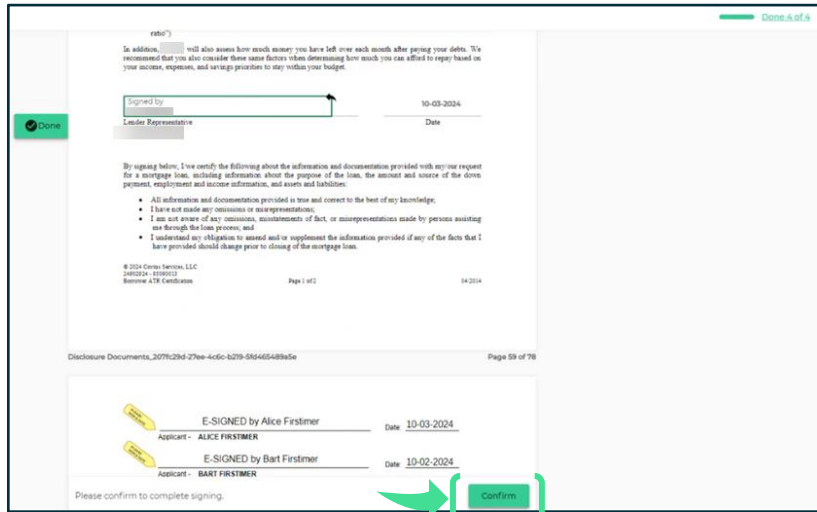 Done 4 of 4
ratio")
In addition, will also assess how much money you have left over each month after paying your debts. We
recommend that you also consider these same factors when determining how much you can afford to repay based on
your income, expenses, and savings priorities to stay within your budget.
Signed by
10-03-2024
Done
Lender Representative Date
By signing below, I/we certify the following about the information and documentation provided with my/our request
for a mortgage loan, including information about the purpose of the loan, the amount and source of the down
payment, employment and income information, and assets and liabilities:
• All information and documentation provided is true and correct to the best of my knowledge;
• I have not made any omissions or misrepresentations;
• I am not aware of any omissions, misstatements of fact, or misrepresentations made by persons assisting
me through the loan process; and
• I understand my obligation to amend and/or supplement the information provided if any of the facts that I
have provided should change prior to closing of the mortgage loan.
© 2024 Covius Services, LLC
Borrower ATR Certification Page 1 of 2 04/2014
Disclosure Documents_207fc29d-27ee-4c6c-b219-5fd465489a5e Page 59 of 78
E-SIGNED by Alice Firstimer Date: 10-03-2024
Applicant - ALICE FIRSTIMER
E-SIGNED by Bart Firstimer Date: 10-02-2024
Applicant - BART FIRSTIMER
Please confirm to complete signing.
Confirm